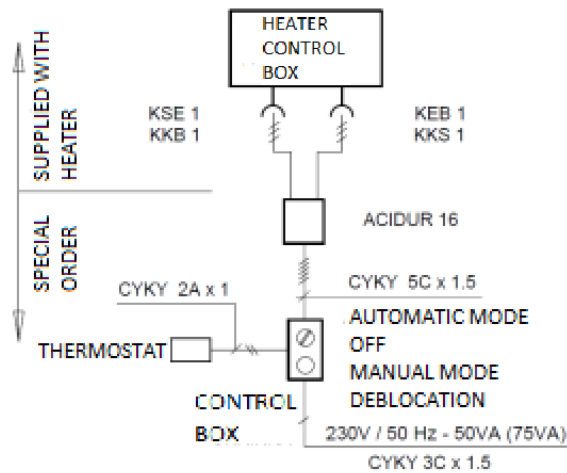 HEATER
CONTROL
BOX
SUPPLIED WITH
HEATER
KSE 1
KKB 1
KEB 1
KKS 1
ACIDUR 16
SPECIAL
ORDER
CYKY 2A x 1
CYKY 5C x 1.5
THERMOSTAT
AUTOMATIC MODE
OFF
MANUAL MODE
DEBLOCATION
CONTROL
BOX
230V / 50 Hz - 50VA (75VA)
CYKY 3C x 1.5